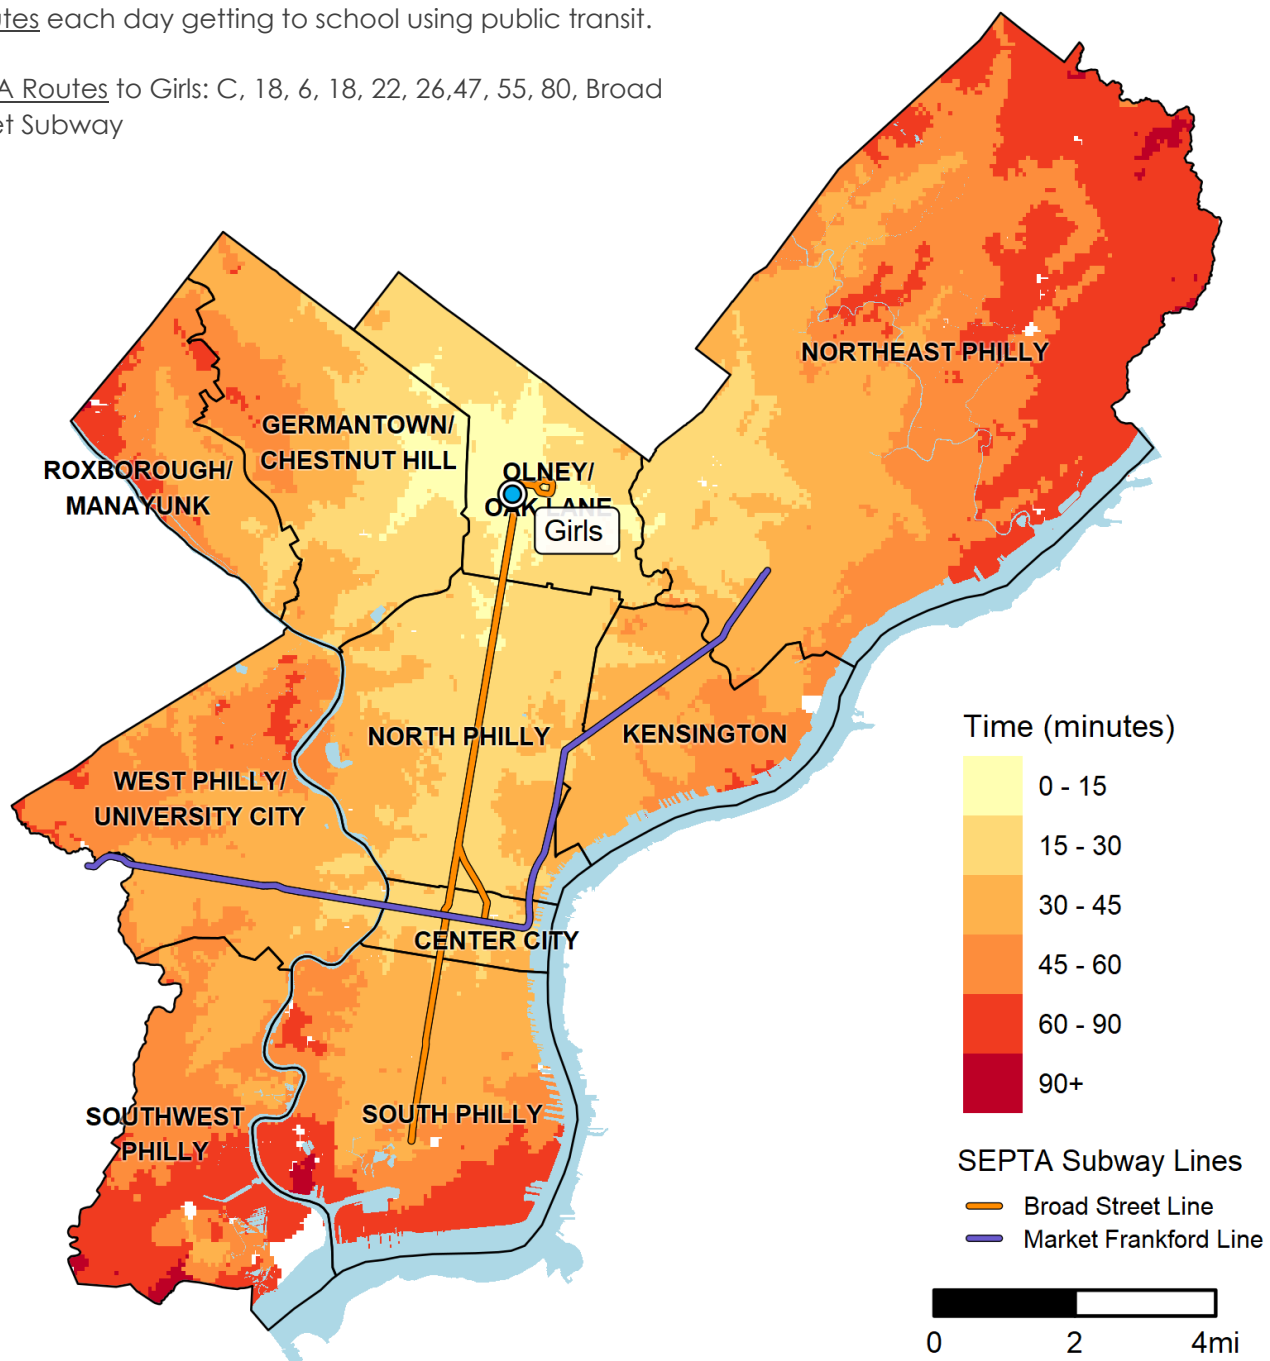 utes each day getting to school using public transit.
A Routes to Girls: C, 18, 6, 18, 22, 26,47, 55, 80, Broad
et Subway
NORTHEAST PHILLY
GERMANTOWN/
CHESTNUT HILL
ROXBOROUGH/
MANAYUNK
OLNEY/
OAK LANE
Girls
NORTH PHILLY
KENSINGTON
WEST PHILLY/
UNIVERSITY CITY
CENTER CITY
SOUTHWEST
PHILLY
SOUTH PHILLY
Time (minutes)
0 - 15
15 - 30
30 - 45
45 - 60
60 - 90
90+
SEPTA Subway Lines
Broad Street Line
Market Frankford Line
0 2 4mi